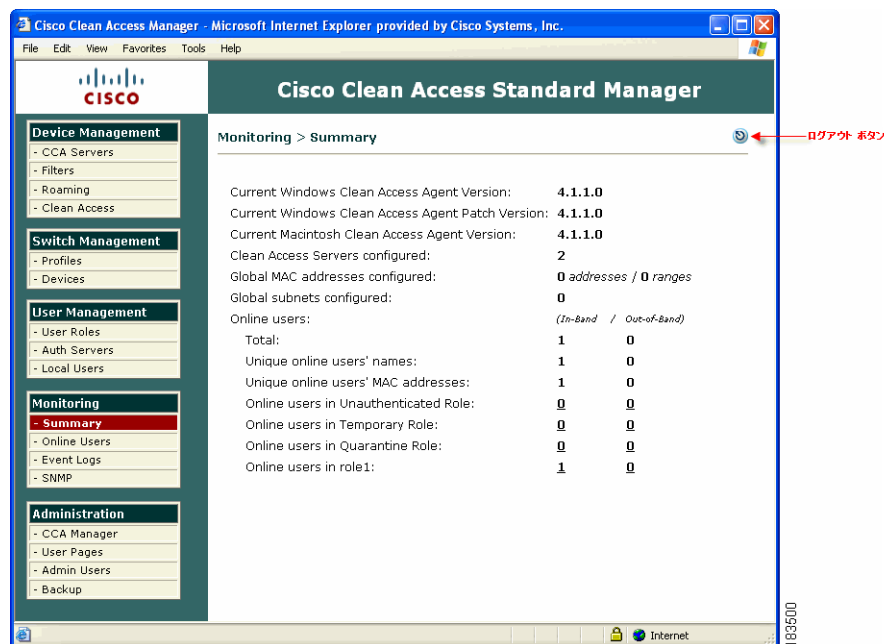 Cisco Clean Access Manager - Microsoft Internet Explorer provided by Cisco Systems, Inc.
File Edit View Favorites Tools Help
CISCO
Cisco Clean Access Standard Manager
Device Management
- CCA Servers
- Filters
- Roaming
- Clean Access
Switch Management
- Profiles
- Devices
User Management
- User Roles
- Auth Servers
- Local Users
Monitoring
- Summary
- Online Users
- Event Logs
- SNMP
Administration
- CCA Manager
- User Pages
- Admin Users
- Backup
Monitoring > Summary
ログアウト ボタン
Current Windows Clean Access Agent Version: 4.1.1.0
Current Windows Clean Access Agent Patch Version: 4.1.1.0
Current Macintosh Clean Access Agent Version: 4.1.1.0
Clean Access Servers configured: 2
Global MAC addresses configured: 0 addresses / 0 ranges
Global subnets configured: 0
Online users: (In-Band / Out-of-Band)
Total: 1 0
Unique online users' names: 1 0
Unique online users' MAC addresses: 1 0
Online users in Unauthenticated Role: 0 0
Online users in Temporary Role: 0 0
Online users in Quarantine Role: 0 0
Online users in role1: 1 0
Internet
183500